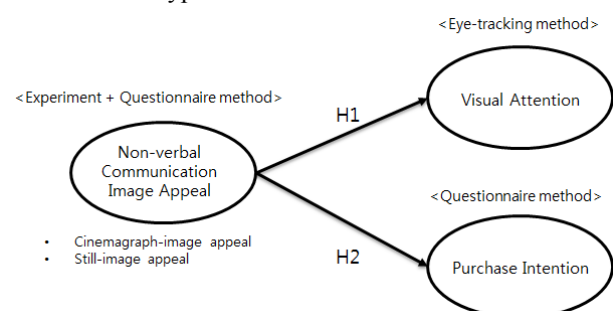 <Eye-tracking method>
Visual Attention
<Experiment + Questionnaire method>
H1
Non-verbal
Communication
Image Appeal
<Questionnaire method>
• Cinemagraph-image appeal
• Still-image appeal
H2
Purchase Intention